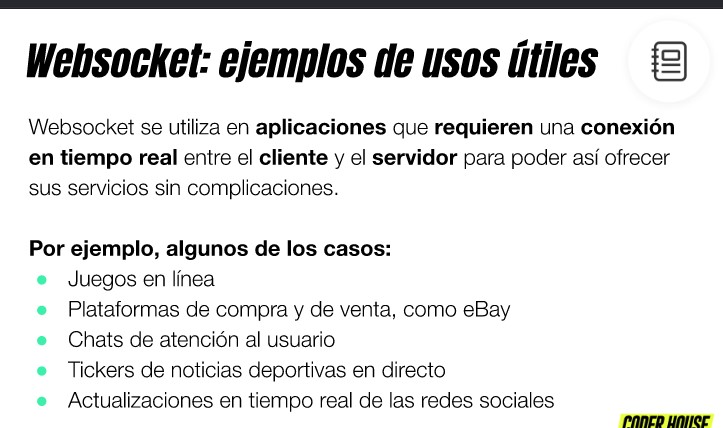 Websocket: ejemplos de usos útiles
Websocket se utiliza en aplicaciones que requieren una conexión
en tiempo real entre el cliente y el servidor para poder así ofrecer
sus servicios sin complicaciones.
Por ejemplo, algunos de los casos:
Juegos en línea
Plataformas de compra y de venta, como eBay
Chats de atención al usuario
Tickers de noticias deportivas en directo
Actualizaciones en tiempo real de las redes sociales
CODER HOUSE